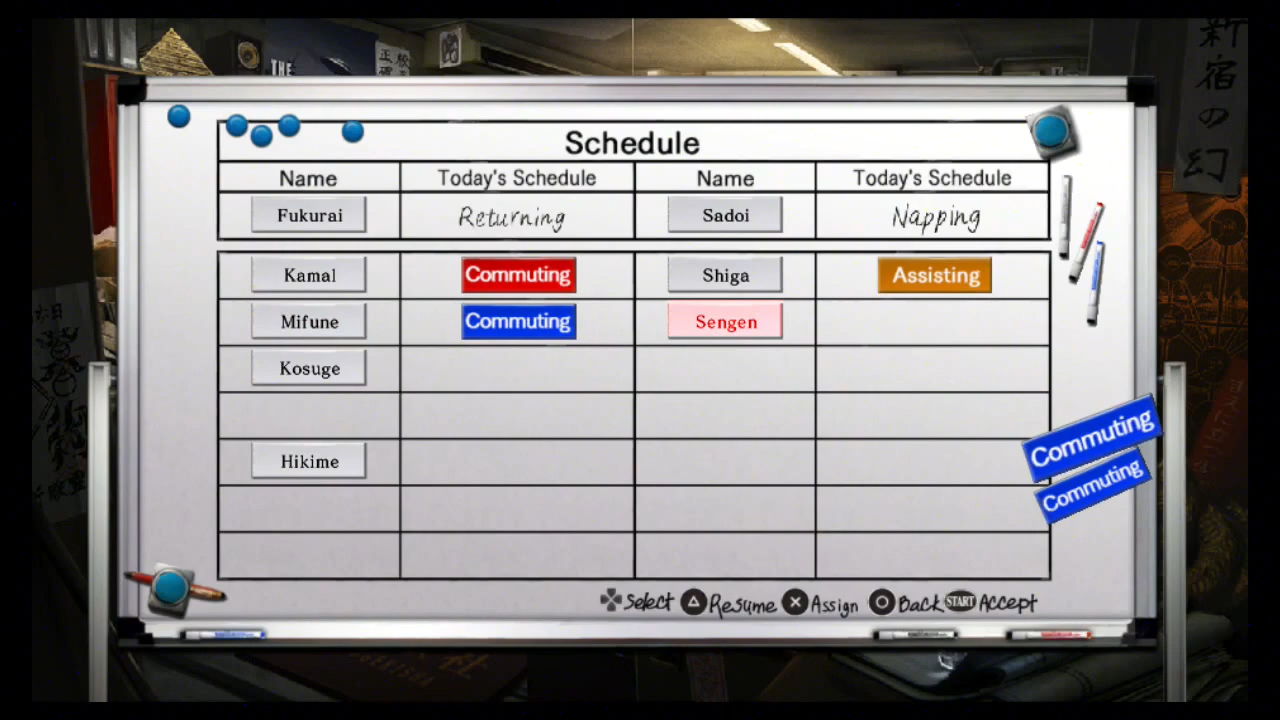 THE
新宿の幻
Schedule
Name Today's Schedule Name Today's Schedule
Fukurai Returning Sadoi Napping
Kamal Commuting Shiga Assisting
Mifune Commuting Sengen
Kosuge
Hikime
Commuting
Commuting
Select Resume Assign Back START Accept